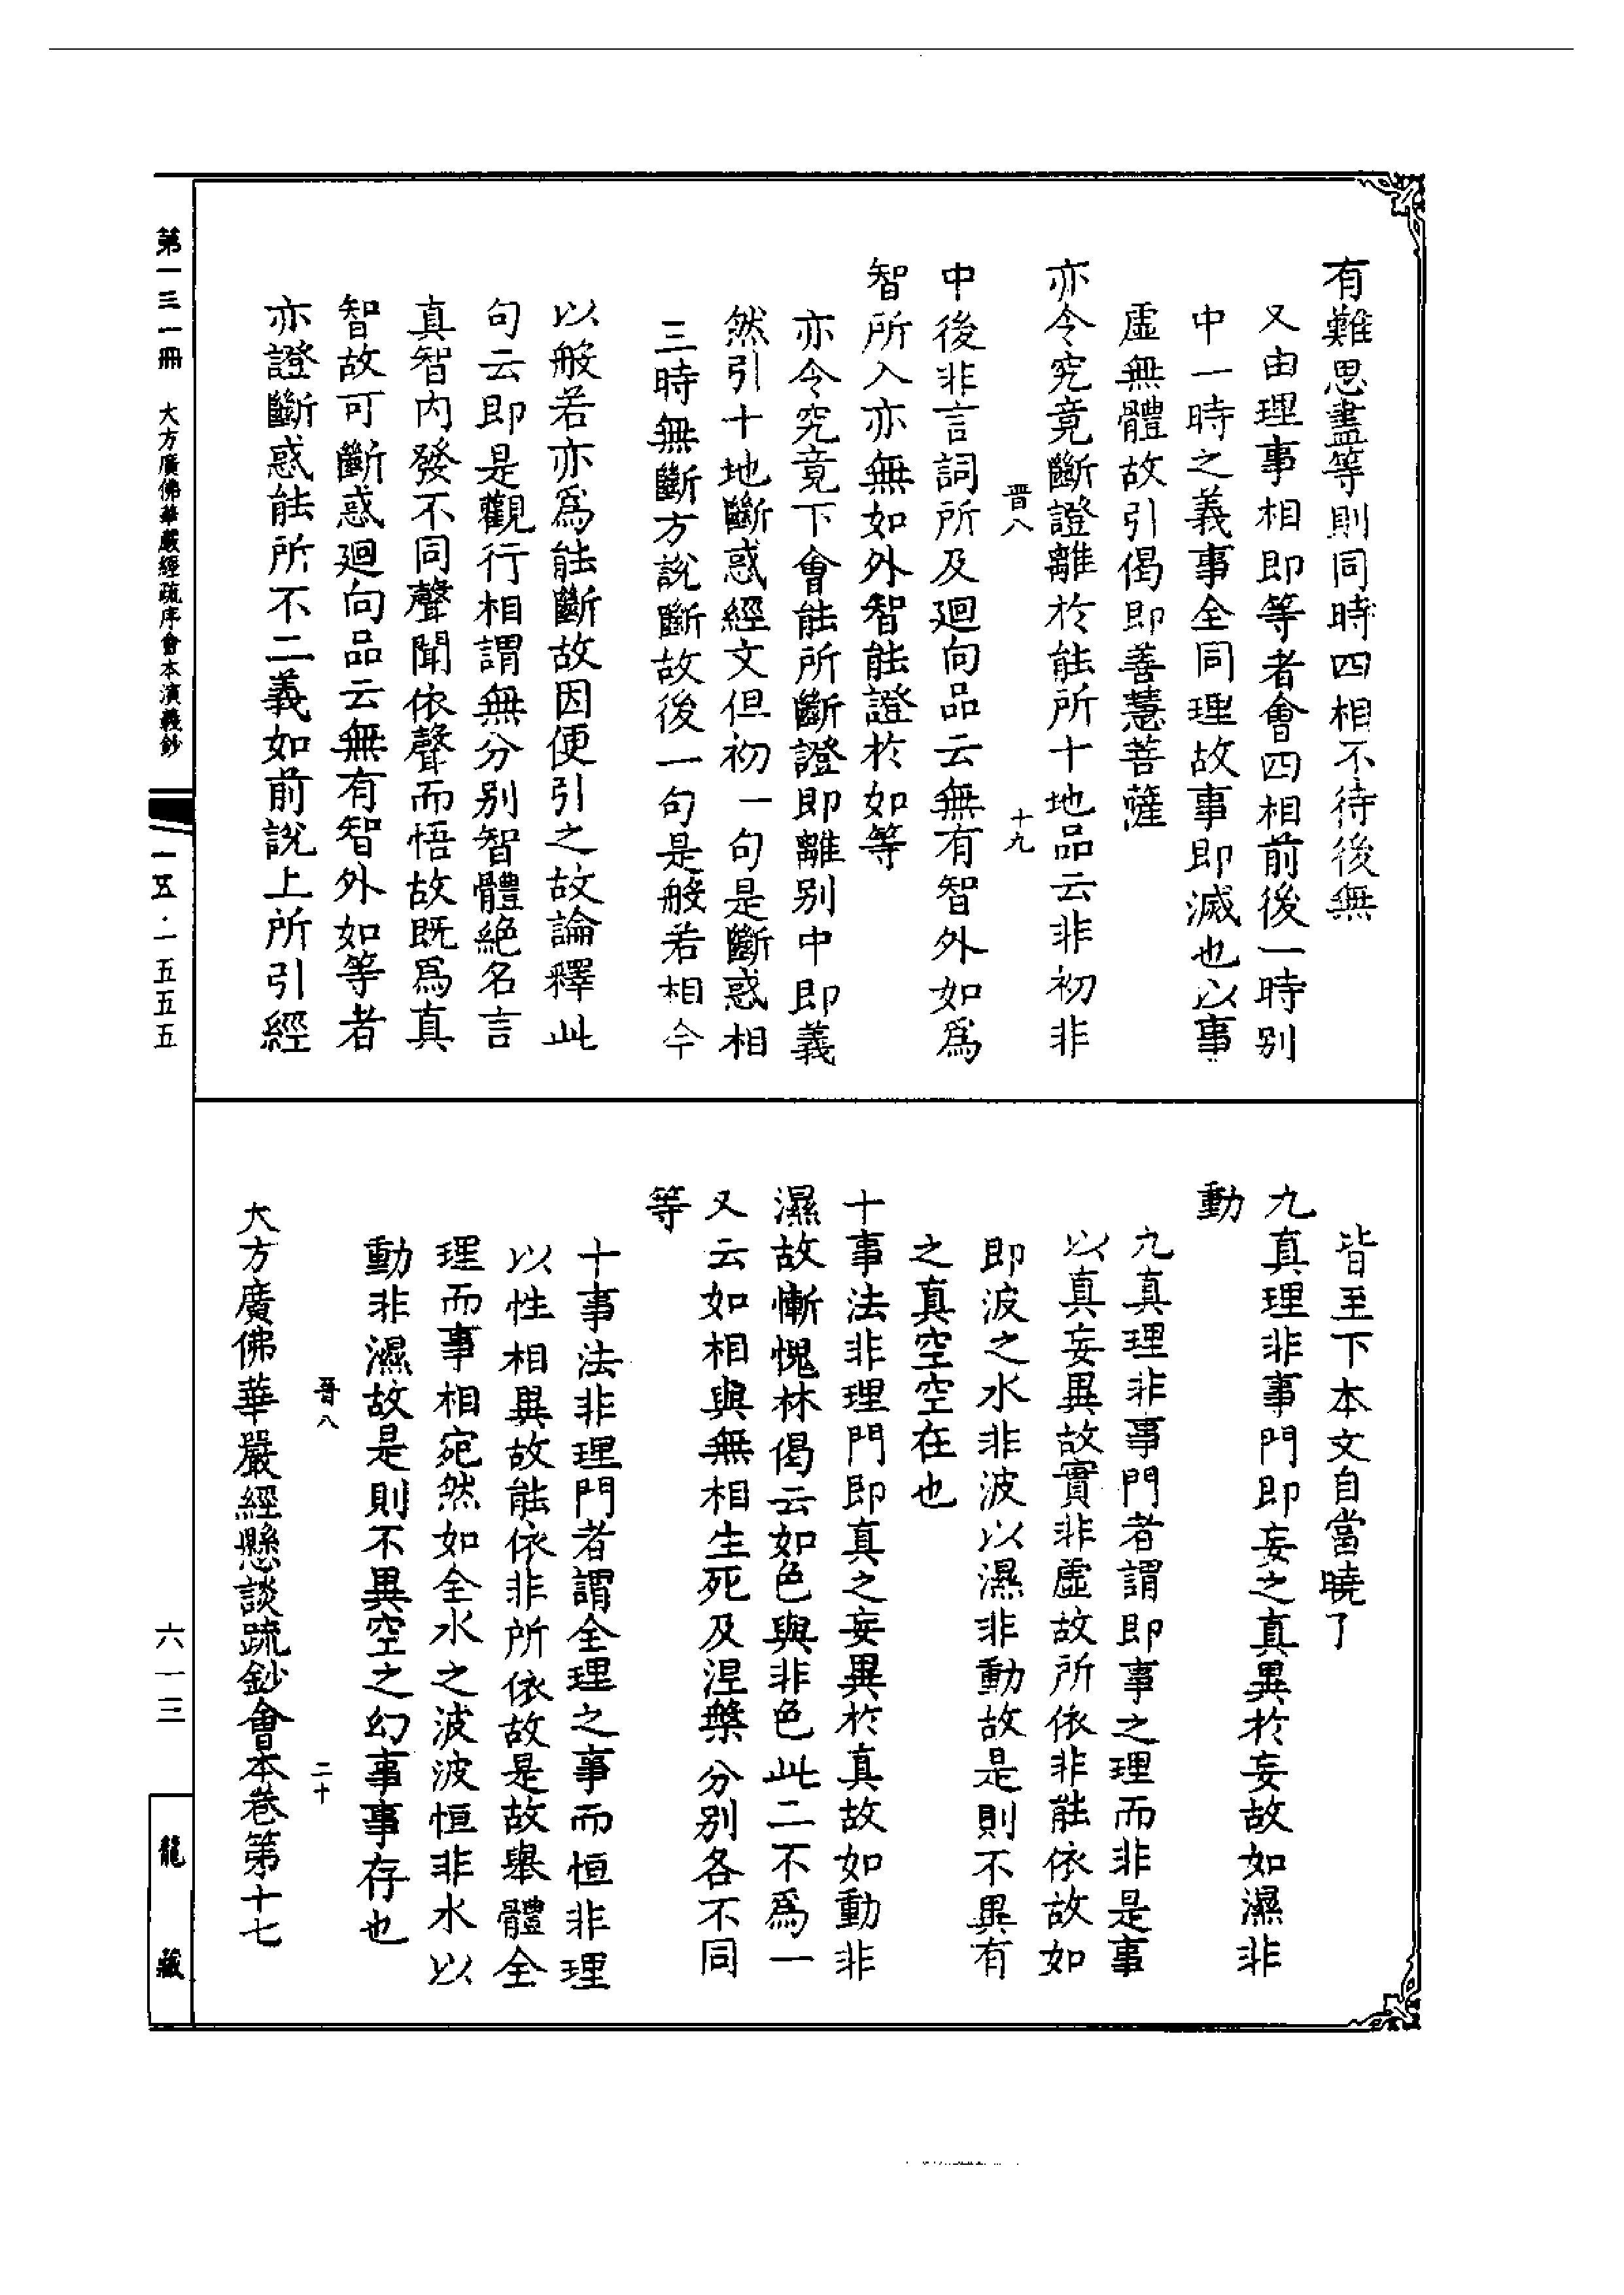 有難思盡等則同時四相不待後無
又由理事相即等者會四相前後一時別
中一時之義事全同理故事即滅也以事
虛無體故引偈即善慧菩薩
亦令究竟斷證離於能所十地品云非初非
晋八
十九
中後非言詞所及廻向品云無有智外如爲
智所入亦無如外智能證於如等
亦令究竟下會能所斷證即離別中即義
然引十地斷惑經文但初一句是斷惑相
三時無斷方說斷故後一句是般若相今
以般若亦爲能斷故因便引之故論釋此
句云即是觀行相謂無分別智體絶名言
真智内發不同聲聞依聲而悟故既爲真
智故可斷惑廻向品云無有智外如等者
亦證斷惑能所不二義如前說上所引經
皆至下本文自當曉了
九真理非事門即妄之真異於妄故如濕非
動
九真理非事門者謂即事之理而非是事
以真妄異故實非虛故所依非能依故如
即波之水非波以濕非動故是則不異有
之真空空在也
十事法非理門即真之妄異於真故如動非
濕故慚愧林偈云如色與非色此二不爲一
又云如相與無相生死及涅槃分別各不同
等
十事法非理門者謂全理之事而恒非理
以性相異故能依非所依故是故舉體全
理而事相宛然如全水之波波恒非水以
動非濕故是則不異空之幻事事存也
晋八
二十
大方廣佛華嚴經懸談疏鈔會本卷第十七
第一三一冊 大方廣佛華嚴經疏序會本演義鈔
一五·一五五五
六一三
龍藏